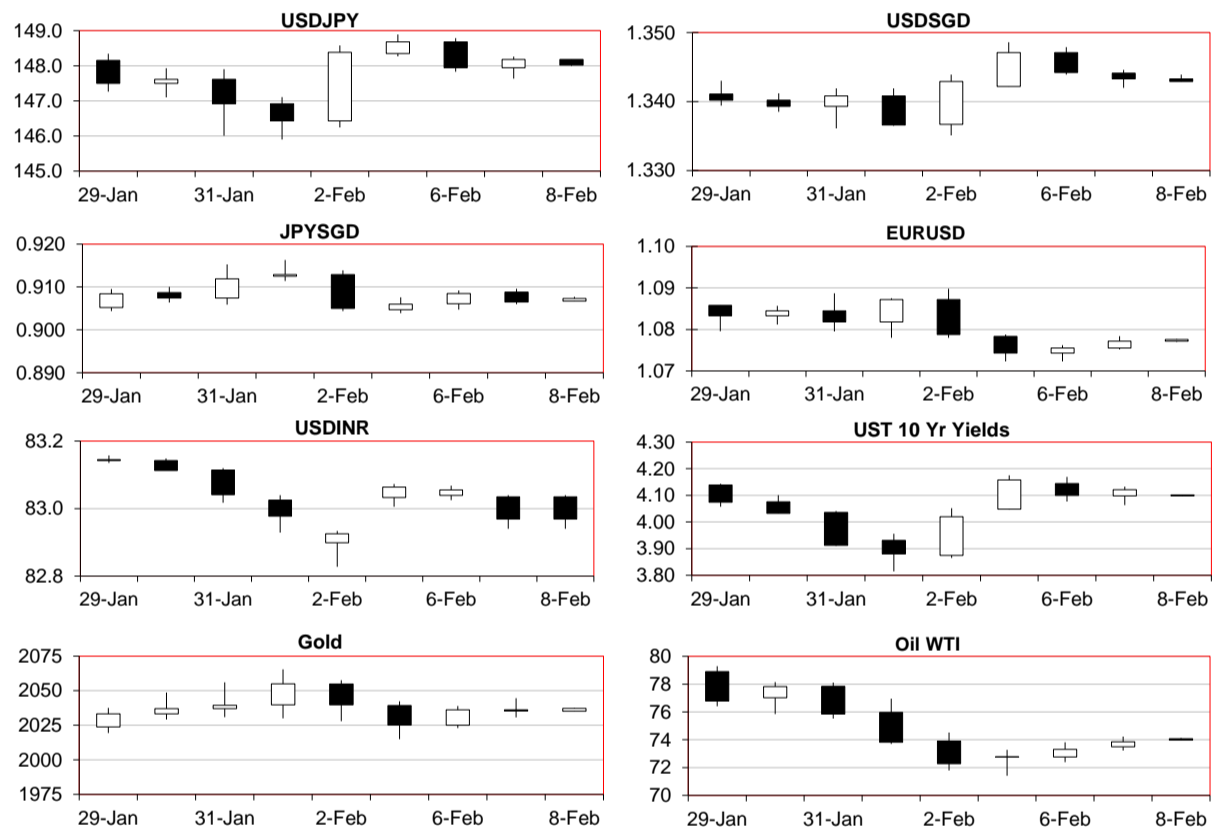 USDJPY
149.0
148.0
147.0
146.0
145.0
29-Jan 31-Jan 2-Feb 6-Feb 8-Feb
USDSGD
1.350
1.340
1.330
29-Jan 31-Jan 2-Feb 6-Feb 8-Feb
JPYSGD
0.920
0.910
0.900
0.890
29-Jan 31-Jan 2-Feb 6-Feb 8-Feb
EURUSD
1.10
1.09
1.08
1.07
29-Jan 31-Jan 2-Feb 6-Feb 8-Feb
USDINR
83.2
83.0
82.8
29-Jan 31-Jan 2-Feb 6-Feb 8-Feb
UST 10 Yr Yields
4.30
4.20
4.10
4.00
3.90
3.80
29-Jan 31-Jan 2-Feb 6-Feb 8-Feb
Gold
2075
2050
2025
2000
1975
29-Jan 31-Jan 2-Feb 6-Feb 8-Feb
Oil WTI
80
78
76
74
72
70
29-Jan 31-Jan 2-Feb 6-Feb 8-Feb